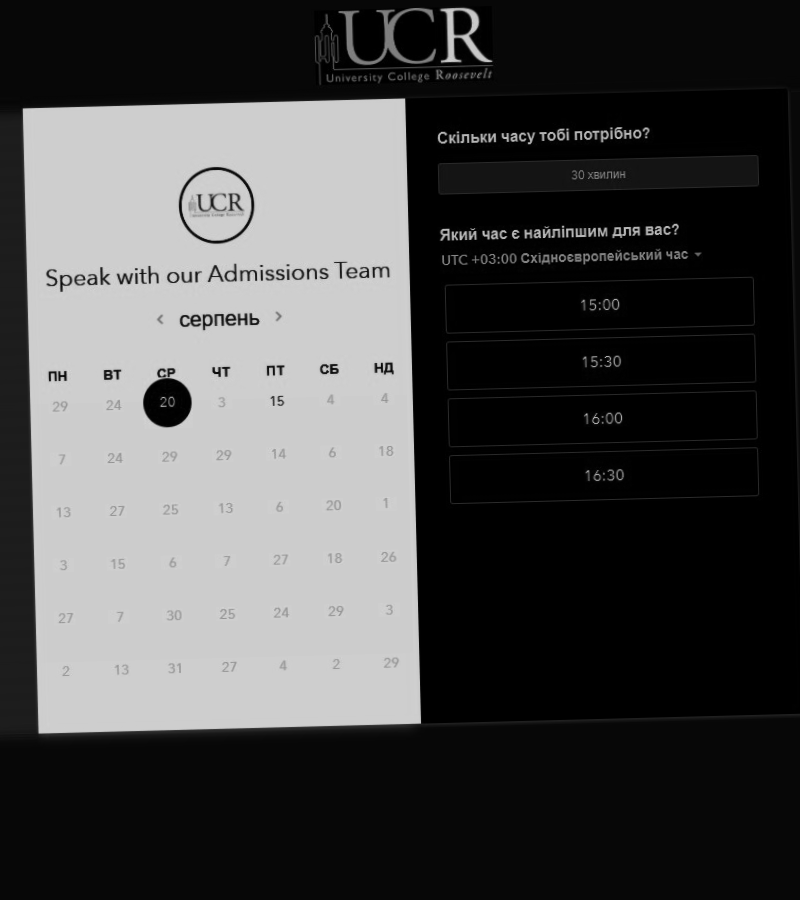 UCR
University College Roosevelt
UCR
University College Roosevelt
Speak with our Admissions Team
серпень
ПН ВТ СР ЧТ ПТ СБ НД
29 24 20 3 15 4 4
7 24 29 29 14 6 18
13 27 25 13 6 20 1
3 15 6 7 27 18 26
27 7 30 25 24 29 3
2 13 31 27 4 2 29
Скільки часу тобі потрібно?
30 хвилин
Який час є найліпшим для вас?
UTC +03:00 Східноєвропейський час
15:00
15:30
16:00
16:30